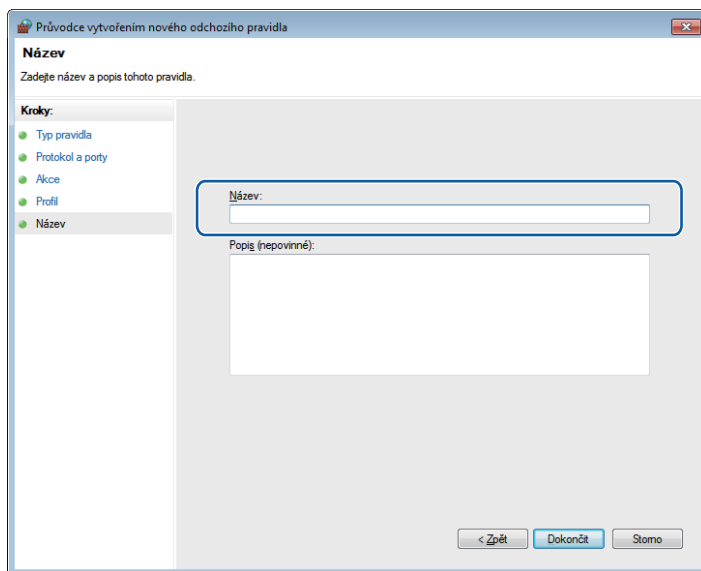 Průvodce vytvořením nového odchozího pravidla
Název
Zadejte název a popis tohoto pravidla.
Kroky:
Typ pravidla
Protokol a porty
Akce
Profil
Název
Název:
Popis (nepovinné):
< Zpět
Dokončit
Storno